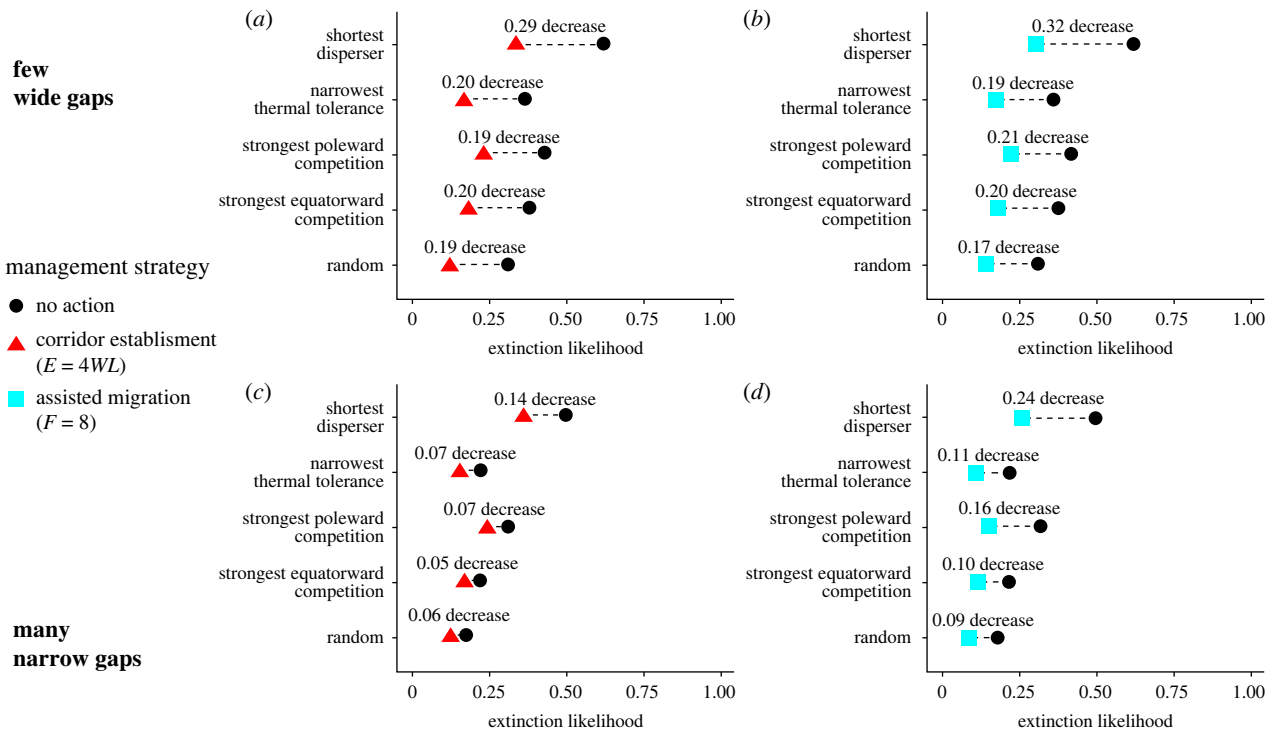 few
wide gaps
management strategy
no action
corridor establisment
(E = 4WL)
assisted migration
(F = 8)
many
narrow gaps
(a)
shortest
disperser
0.29 decrease
narrowest
thermal tolerance
0.20 decrease
strongest poleward
competition
0.19 decrease
strongest equatorward
competition
0.20 decrease
random
0.19 decrease
0 0.25 0.50 0.75 1.00
extinction likelihood
(b)
shortest
disperser
0.32 decrease
narrowest
thermal tolerance
0.19 decrease
strongest poleward
competition
0.21 decrease
strongest equatorward
competition
0.20 decrease
random
0.17 decrease
0 0.25 0.50 0.75 1.00
extinction likelihood
(c)
shortest
disperser
0.14 decrease
narrowest
thermal tolerance
0.07 decrease
strongest poleward
competition
0.07 decrease
strongest equatorward
competition
0.05 decrease
random
0.06 decrease
0 0.25 0.50 0.75 1.00
extinction likelihood
(d)
shortest
disperser
0.24 decrease
narrowest
thermal tolerance
0.11 decrease
strongest poleward
competition
0.16 decrease
strongest equatorward
competition
0.10 decrease
random
0.09 decrease
0 0.25 0.50 0.75 1.00
extinction likelihood